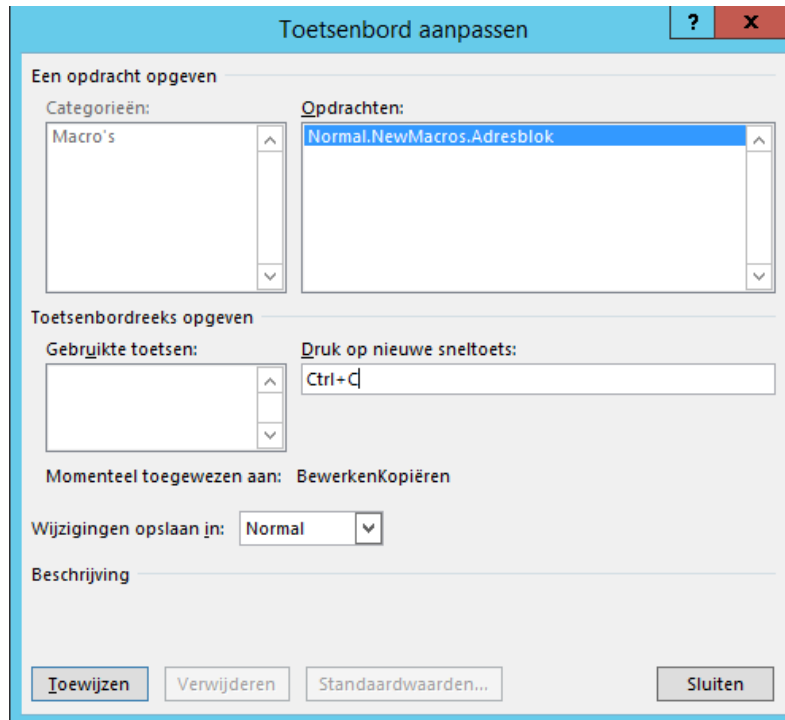 Toetsenbord aanpassen
? x
Een opdracht opgeven
Categorieën: Opdrachten:
Macro's Normal.NewMacros.Adresblok
Toetsenbordreeks opgeven
Gebruikte toetsen: Druk op nieuwe sneltoets:
Ctrl+C
Momenteel toegewezen aan: BewerkenKopiëren
Wijzigingen opslaan in: Normal
Beschrijving
Toewijzen Verwijderen Standaardwaarden... Sluiten